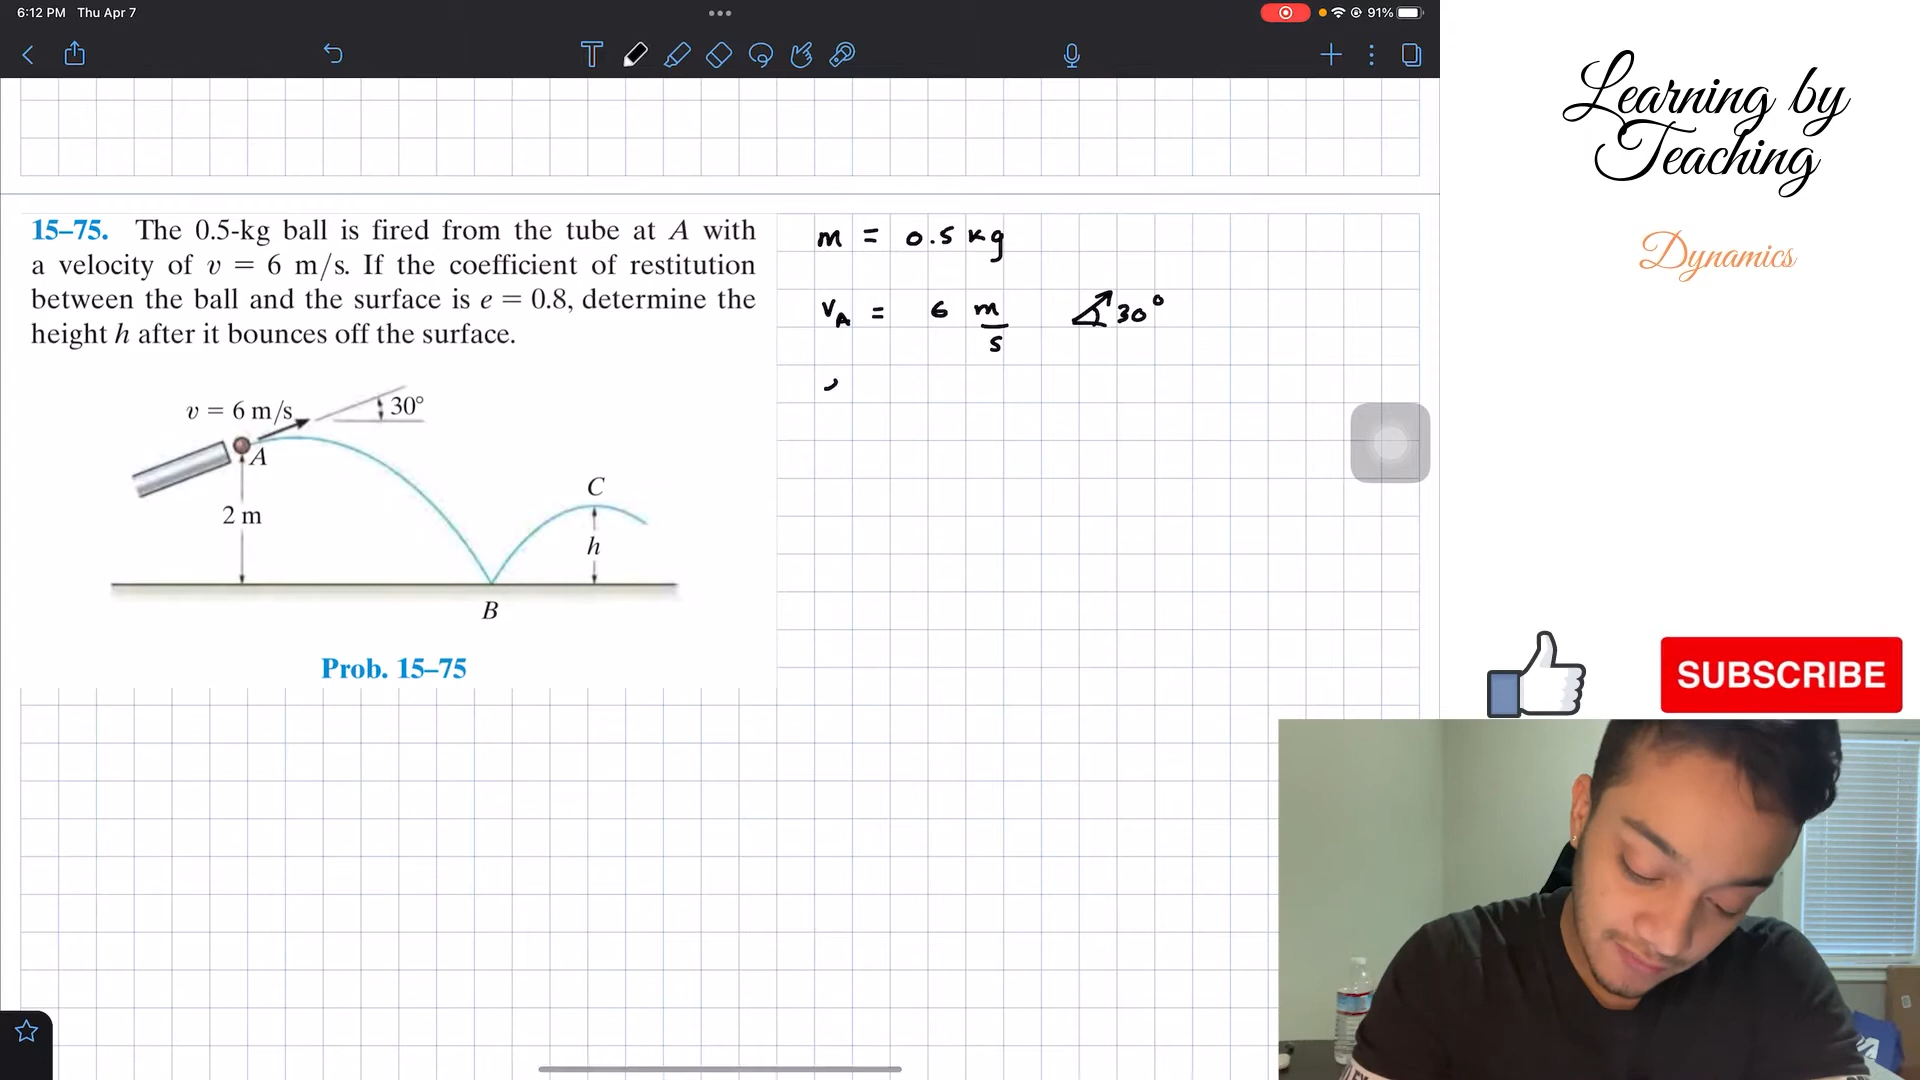 6:12 PM Thu Apr 7
91%
Learning by
Teaching
Dynamics
15–75. The 0.5-kg ball is fired from the tube at A with
a velocity of v = 6 m/s. If the coefficient of restitution
between the ball and the surface is e = 0.8, determine the
height h after it bounces off the surface.
v = 6 m/s
30°
A
2 m
C
h
B
Prob. 15–75
m = 0.5 kg
vA = 6 m/s 30°
SUBSCRIBE